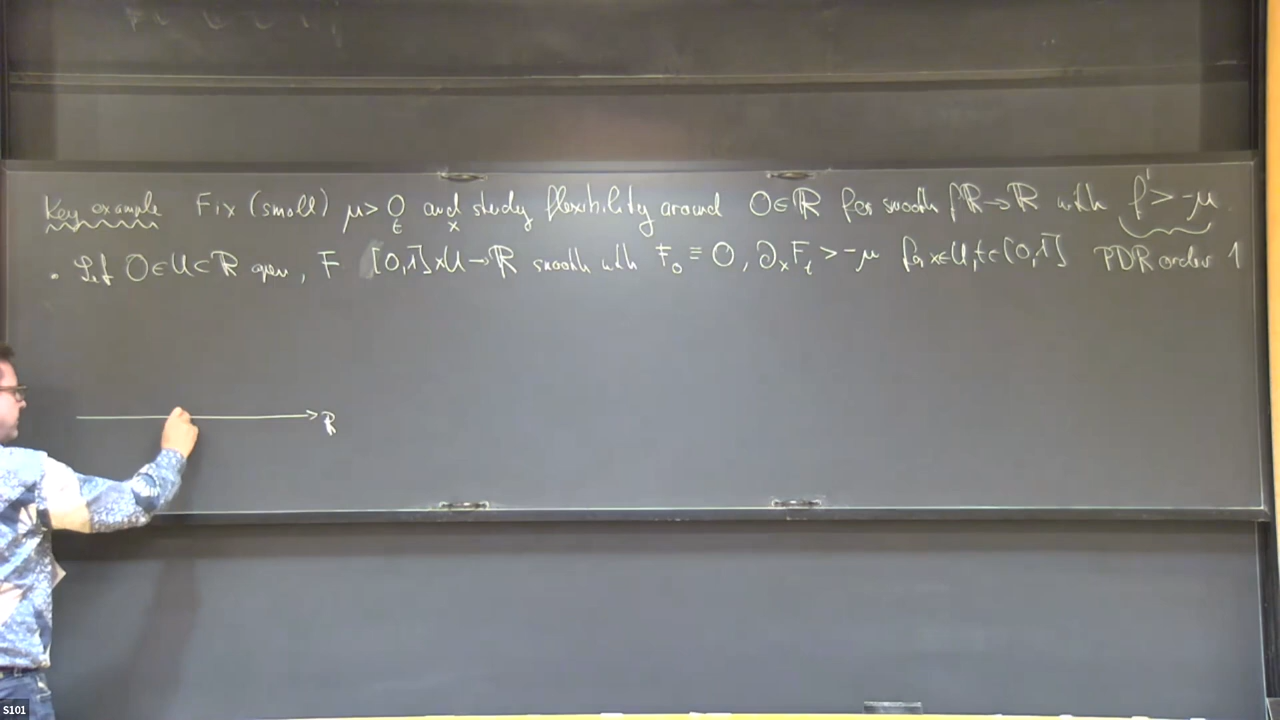 Key example Fix (small) μ>0 and study flexibility around 0∈ℝ for smooth f:ℝ→ℝ with f'>-μ
• Let 0∈U⊂ℝ open, F [0,1]×U→ℝ smooth with F₀≡0, ∂ₓFₜ>-μ for x∈U, t∈[0,1] PDR order 1
ℝ
S101